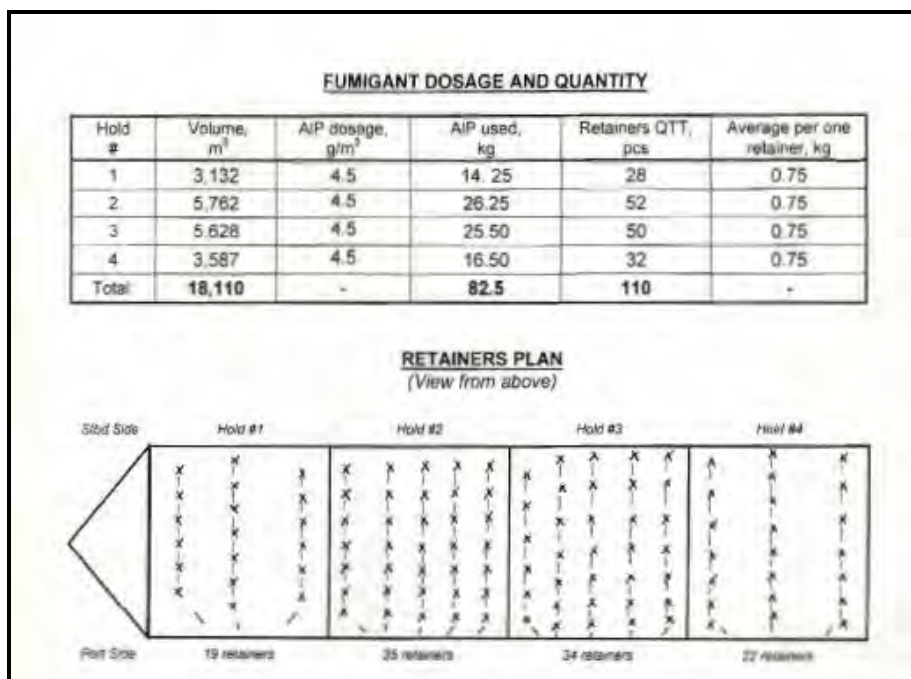 FUMIGANT DOSAGE AND QUANTITY
Hold # Volume, m³ AIP dosage, g/m³ AIP used, kg Retainers QTT, pcs Average per one retainer, kg
1 3,132 4.5 14. 25 28 0.75
2 5,762 4.5 26.25 52 0.75
3 5,628 4.5 25.50 50 0.75
4 3,587 4.5 16.50 32 0.75
Total 18,110 - 82.5 110 -
RETAINERS PLAN
(View from above)
Stbd Side Hold #1 Hold #2 Hold #3 Hold #4
Port Side 19 retainers 35 retainers 34 retainers 22 retainers